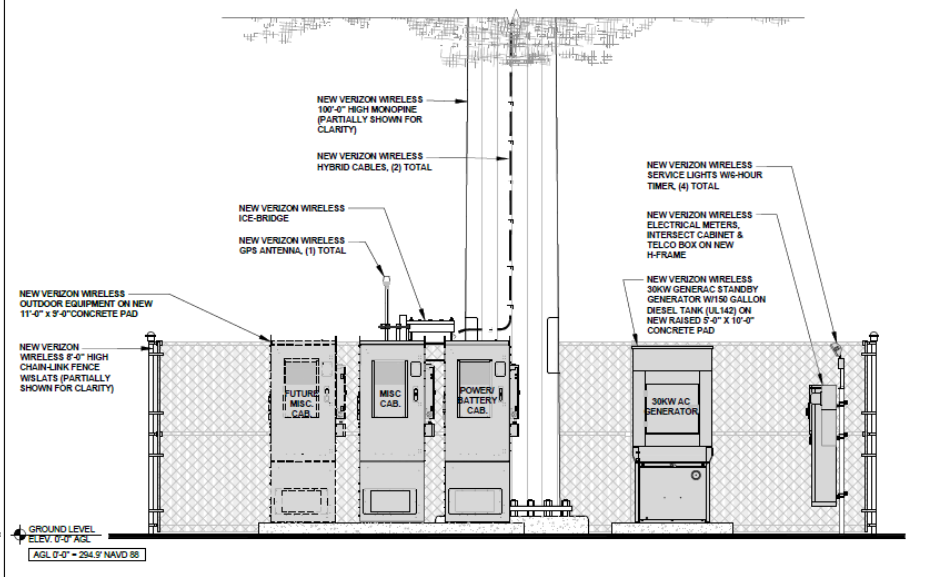 NEW VERIZON WIRELESS
100'-0" HIGH MONOPINE
(PARTIALLY SHOWN FOR
CLARITY)
NEW VERIZON WIRELESS
HYBRID CABLES, (2) TOTAL
NEW VERIZON WIRELESS
ICE-BRIDGE
NEW VERIZON WIRELESS
GPS ANTENNA, (1) TOTAL
NEW VERIZON WIRELESS
OUTDOOR EQUIPMENT ON NEW
11'-0" x 9'-0"CONCRETE PAD
NEW VERIZON
WIRELESS 8'-0" HIGH
CHAIN-LINK FENCE
W/SLATS (PARTIALLY
SHOWN FOR CLARITY)
NEW VERIZON WIRELESS
SERVICE LIGHTS W/6-HOUR
TIMER, (4) TOTAL
NEW VERIZON WIRELESS
ELECTRICAL METERS,
INTERSECT CABINET &
TELCO BOX ON NEW
H-FRAME
NEW VERIZON WIRELESS
30KW GENERAC STANDBY
GENERATOR W/150 GALLON
DIESEL TANK (UL142) ON
NEW RAISED 5'-0" X 10'-0"
CONCRETE PAD
FUTURE
MISC.
CAB.
MISC
CAB.
POWER/
BATTERY
CAB.
30KW AC
GENERATOR
GROUND LEVEL
ELEV. 0'-0" AGL
AGL 0'-0" = 294.9' NAVD 88